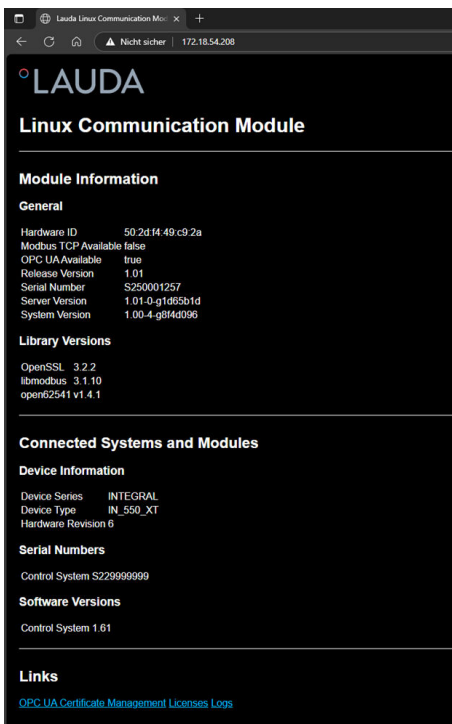 Lauda Linux Communication Mod
Nicht sicher | 172.18.54.208
LAUDA
Linux Communication Module
Module Information
General
Hardware ID 50:2d:f4:49:c9:2a
Modbus TCP Available false
OPC UA Available true
Release Version 1.01
Serial Number S250001257
Server Version 1.01-0-g1d65b1d
System Version 1.00-4-g8f4d096
Library Versions
OpenSSL 3.2.2
libmodbus 3.1.10
open62541 v1.4.1
Connected Systems and Modules
Device Information
Device Series INTEGRAL
Device Type IN_550_XT
Hardware Revision 6
Serial Numbers
Control System S229999999
Software Versions
Control System 1.61
Links
OPC UA Certificate Management Licenses Logs